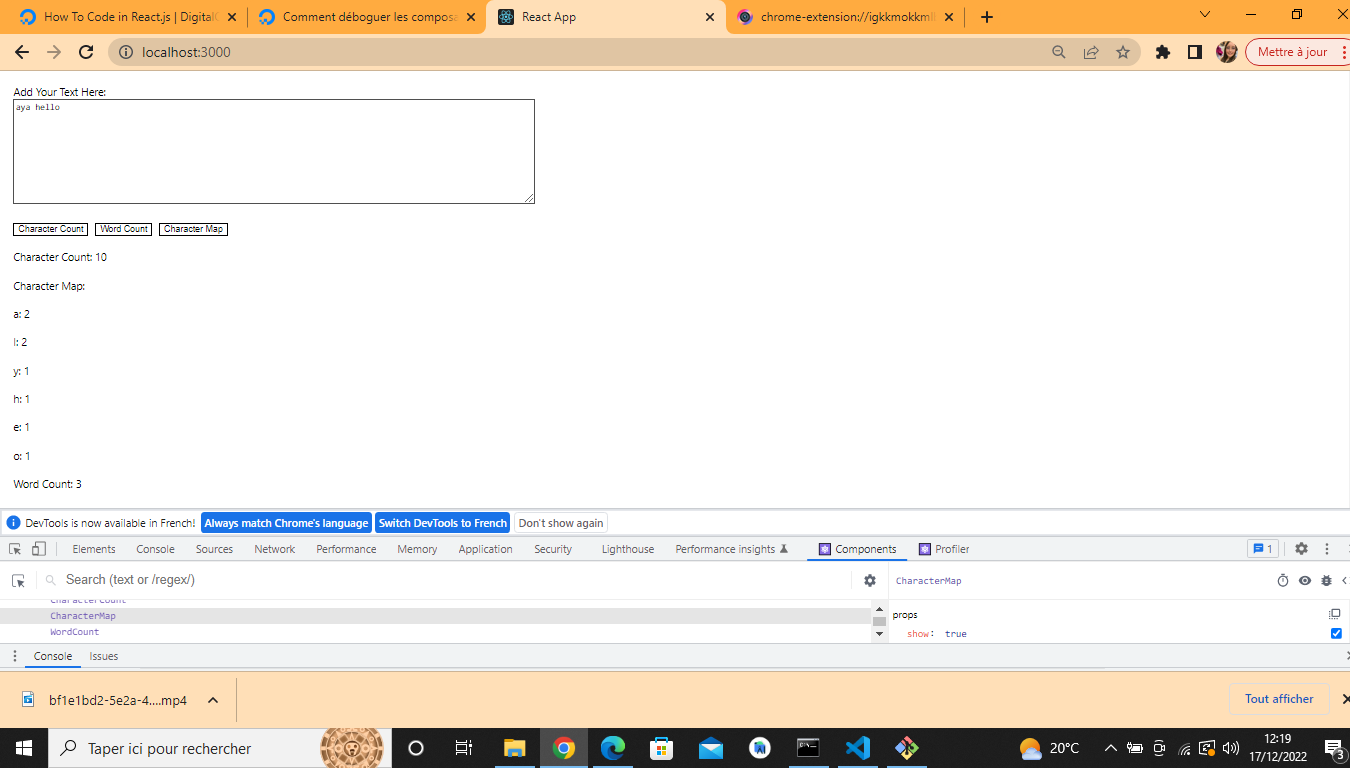 How To Code in React.js | Digital
Comment déboguer les composa
React App
chrome-extension://igkkmokkml
localhost:3000
Mettre à jour
Add Your Text Here:
aya hello
Character Count
Word Count
Character Map
Character Count: 10
Character Map:
a: 2
l: 2
y: 1
h: 1
e: 1
o: 1
Word Count: 3
DevTools is now available in French!
Always match Chrome's language
Switch DevTools to French
Don't show again
Elements
Console
Sources
Network
Performance
Memory
Application
Security
Lighthouse
Performance insights
Components
Profiler
1
Search (text or /regex/)
CharacterMap
CharacterCount
CharacterMap
WordCount
props
show: true
Console
Issues
bf1e1bd2-5e2a-4....mp4
Tout afficher
Taper ici pour rechercher
20°C
12:19
17/12/2022
3